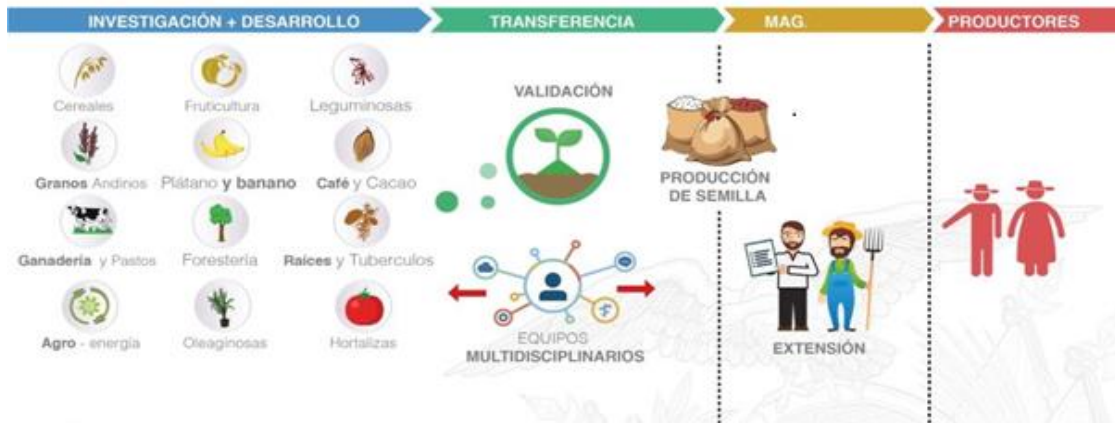 INVESTIGACIÓN + DESARROLLO
TRANSFERENCIA
MAG.
PRODUCTORES
Cereales
Fruticultura
Leguminosas
Granos Andinos
Plátano y banano
Café y Cacao
Ganadería y Pastos
Forestería
Raíces y Tuberculos
Agro - energía
Oleaginosas
Hortalizas
VALIDACIÓN
EQUIPOS
MULTIDISCIPLINARIOS
PRODUCCIÓN
DE SEMILLA
EXTENSIÓN